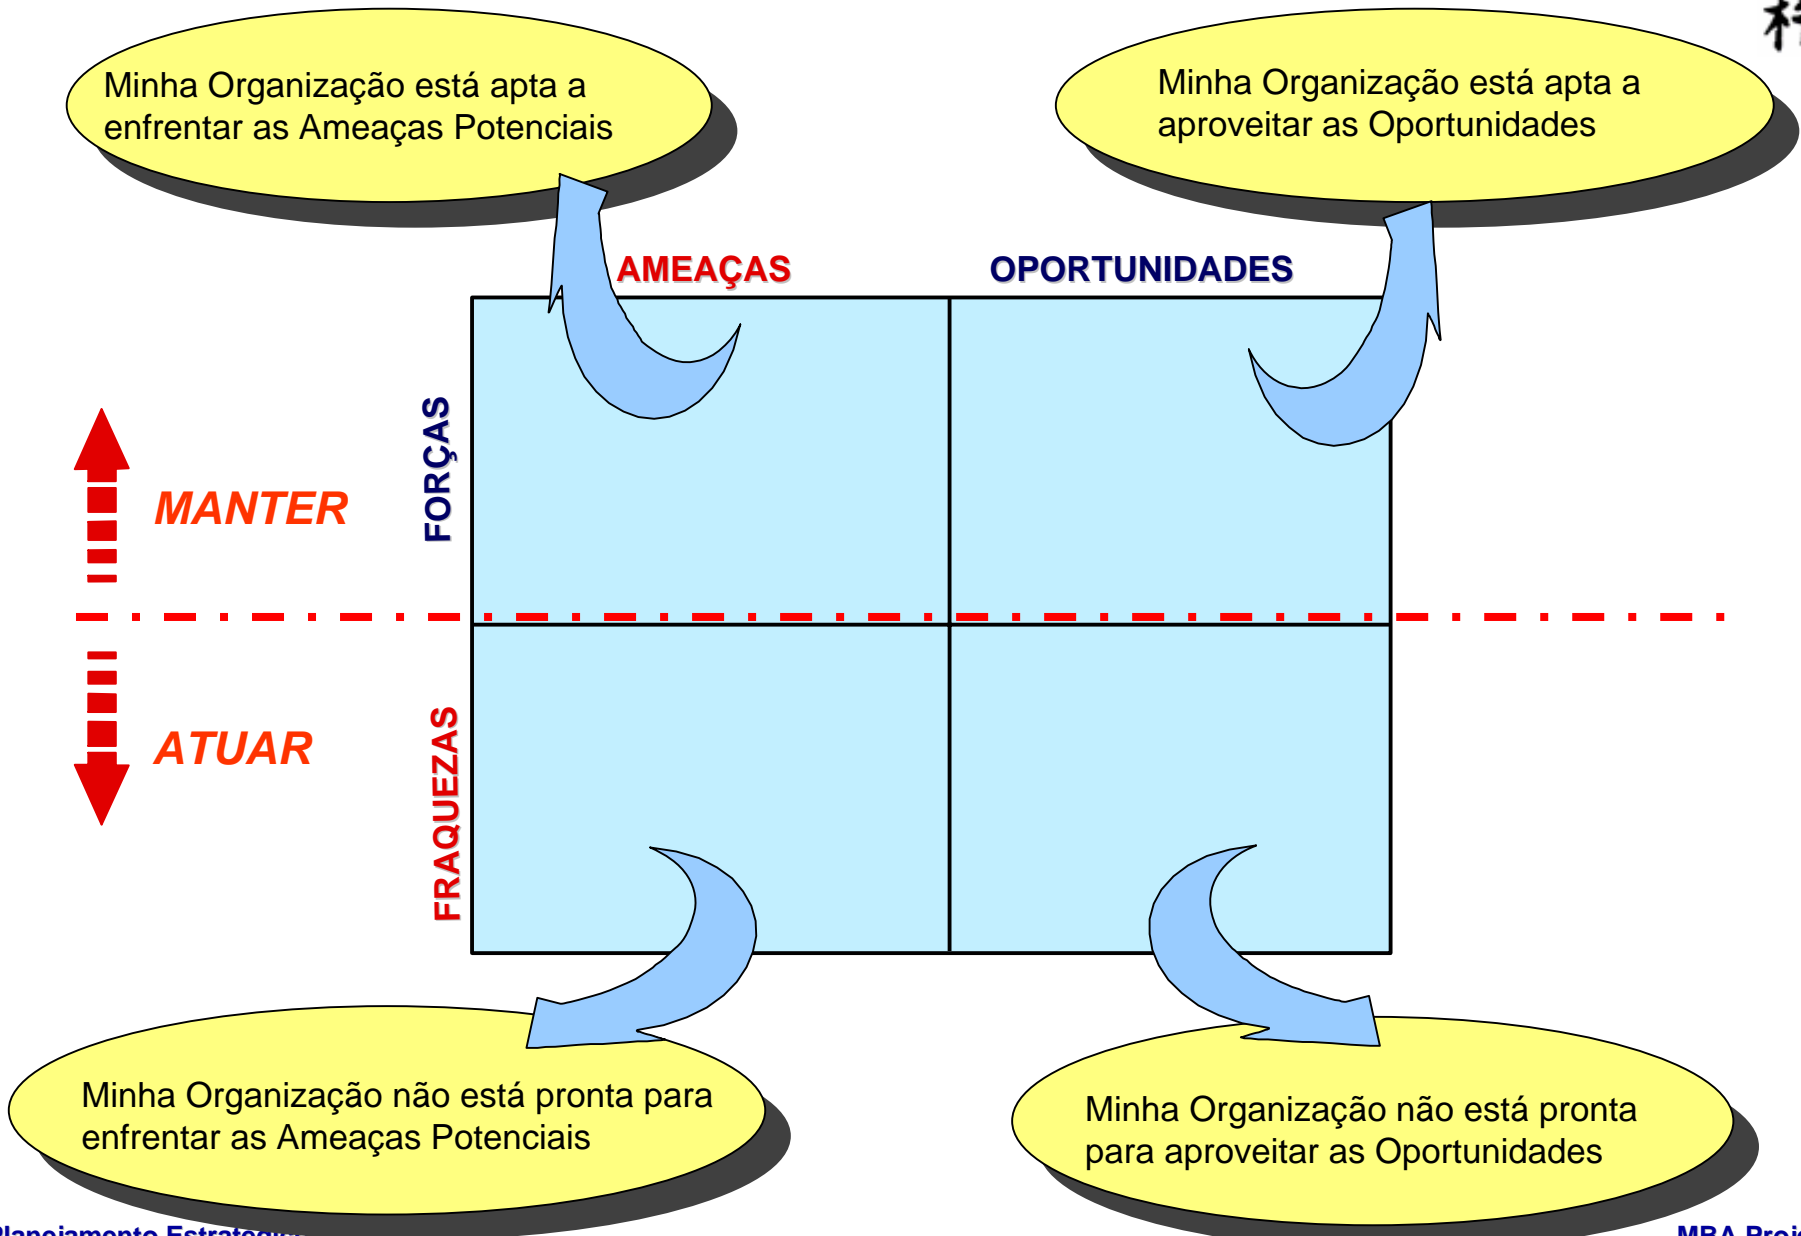 Minha Organização está apta a
enfrentar as Ameaças Potenciais
Minha Organização está apta a
aproveitar as Oportunidades
AMEAÇAS
OPORTUNIDADES
FORÇAS
MANTER
ATUAR
FRAQUEZAS
Minha Organização não está pronta para
enfrentar as Ameaças Potenciais
Minha Organização não está pronta
para aproveitar as Oportunidades
MBA